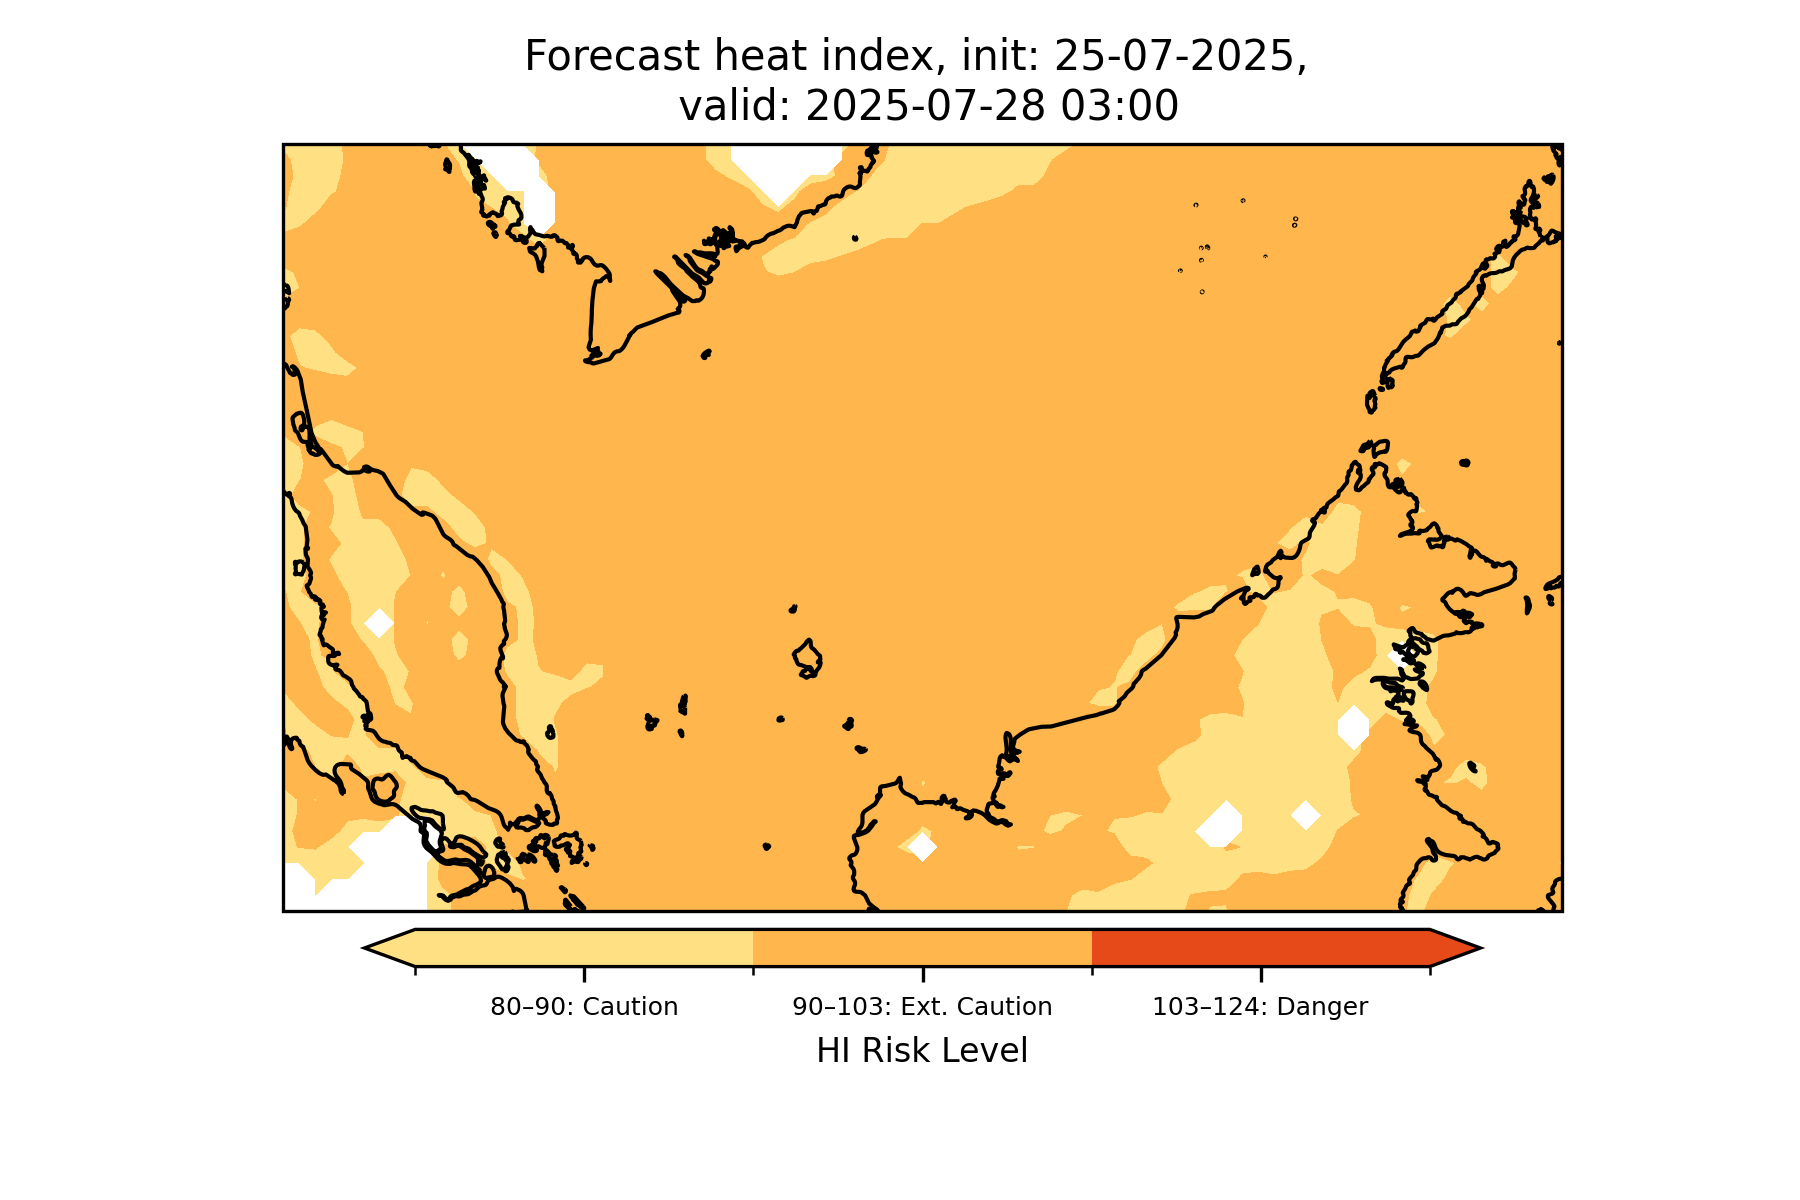 Forecast heat index, init: 25-07-2025,
valid: 2025-07-28 03:00
80–90: Caution
90–103: Ext. Caution
103–124: Danger
HI Risk Level